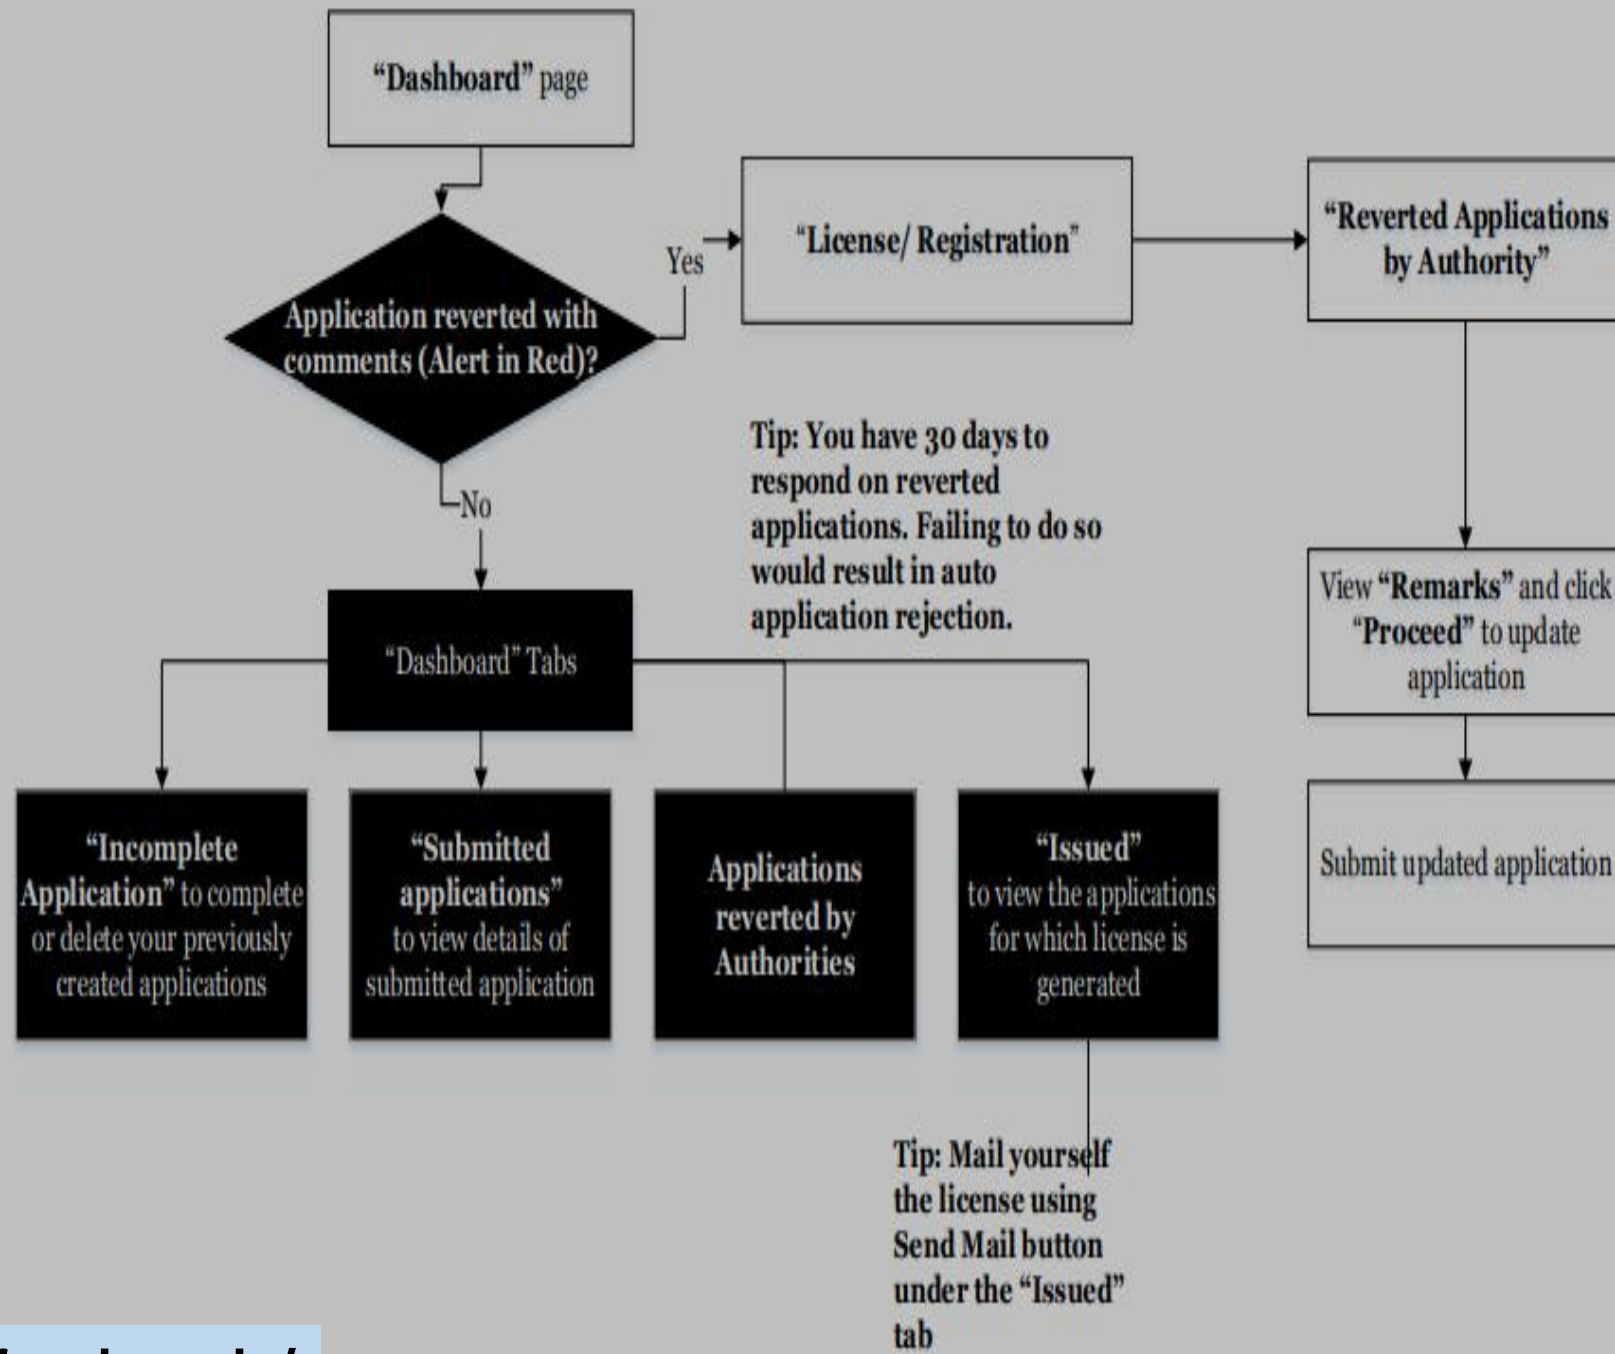 “Dashboard” page
Application reverted with
comments (Alert in Red)?
Yes
“License/ Registration”
“Reverted Applications
by Authority”
No
Tip: You have 30 days to
respond on reverted
applications. Failing to do so
would result in auto
application rejection.
View “Remarks” and click
“Proceed” to update
application
Submit updated application
“Dashboard” Tabs
“Incomplete
Application” to complete
or delete your previously
created applications
“Submitted
applications”
to view details of
submitted application
Applications
reverted by
Authorities
“Issued”
to view the applications
for which license is
generated
Tip: Mail yourself
the license using
Send Mail button
under the “Issued”
tab